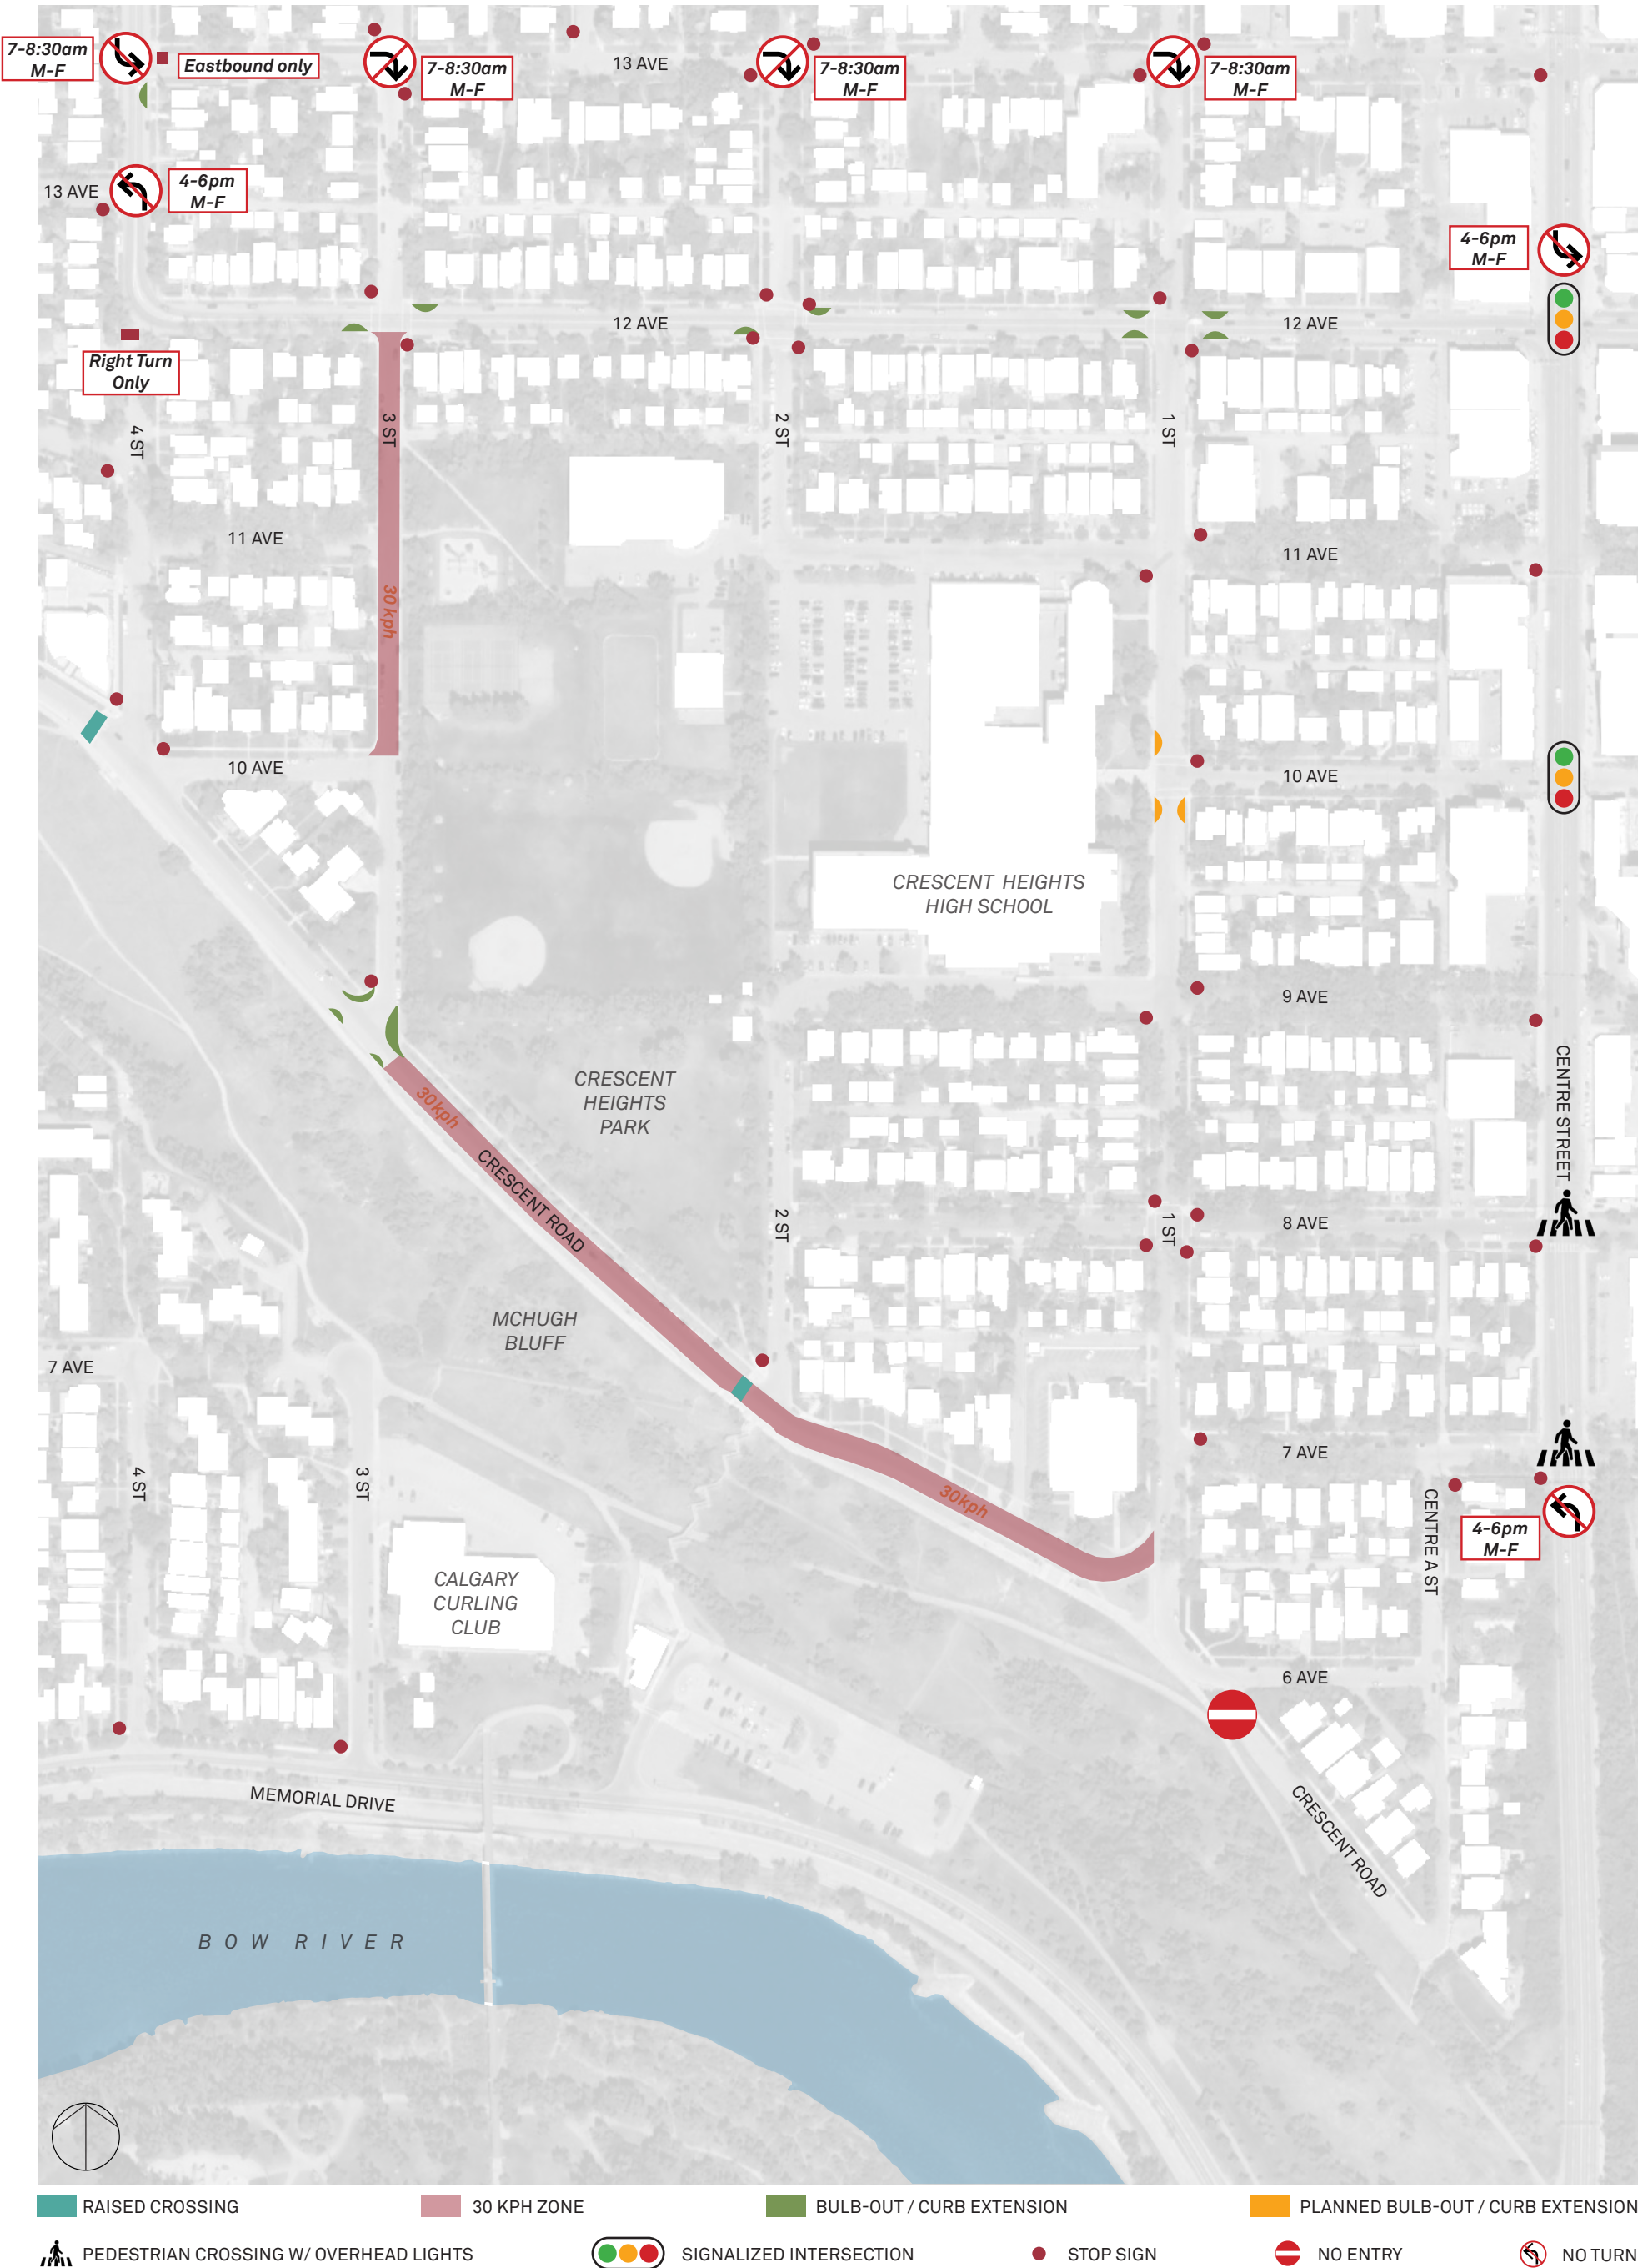 7-8:30am
M-F
Eastbound only
7-8:30am
M-F
13 AVE
7-8:30am
M-F
7-8:30am
M-F
13 AVE
4-6pm
M-F
4-6pm
M-F
12 AVE
12 AVE
Right Turn
Only
4 ST
3 ST
2 ST
1 ST
11 AVE
11 AVE
30 kph
10 AVE
10 AVE
CRESCENT HEIGHTS
HIGH SCHOOL
9 AVE
CENTRE STREET
CRESCENT
HEIGHTS
PARK
30kph
CRESCENT ROAD
2 ST
1 ST
8 AVE
MCHUGH
BLUFF
7 AVE
7 AVE
4 ST
3 ST
30kph
CENTRE A ST
4-6pm
M-F
CALGARY
CURLING
CLUB
6 AVE
MEMORIAL DRIVE
CRESCENT ROAD
BOW RIVER
RAISED CROSSING
30 KPH ZONE
BULB-OUT / CURB EXTENSION
PLANNED BULB-OUT / CURB EXTENSION
PEDESTRIAN CROSSING W/ OVERHEAD LIGHTS
SIGNALIZED INTERSECTION
STOP SIGN
NO ENTRY
NO TURN